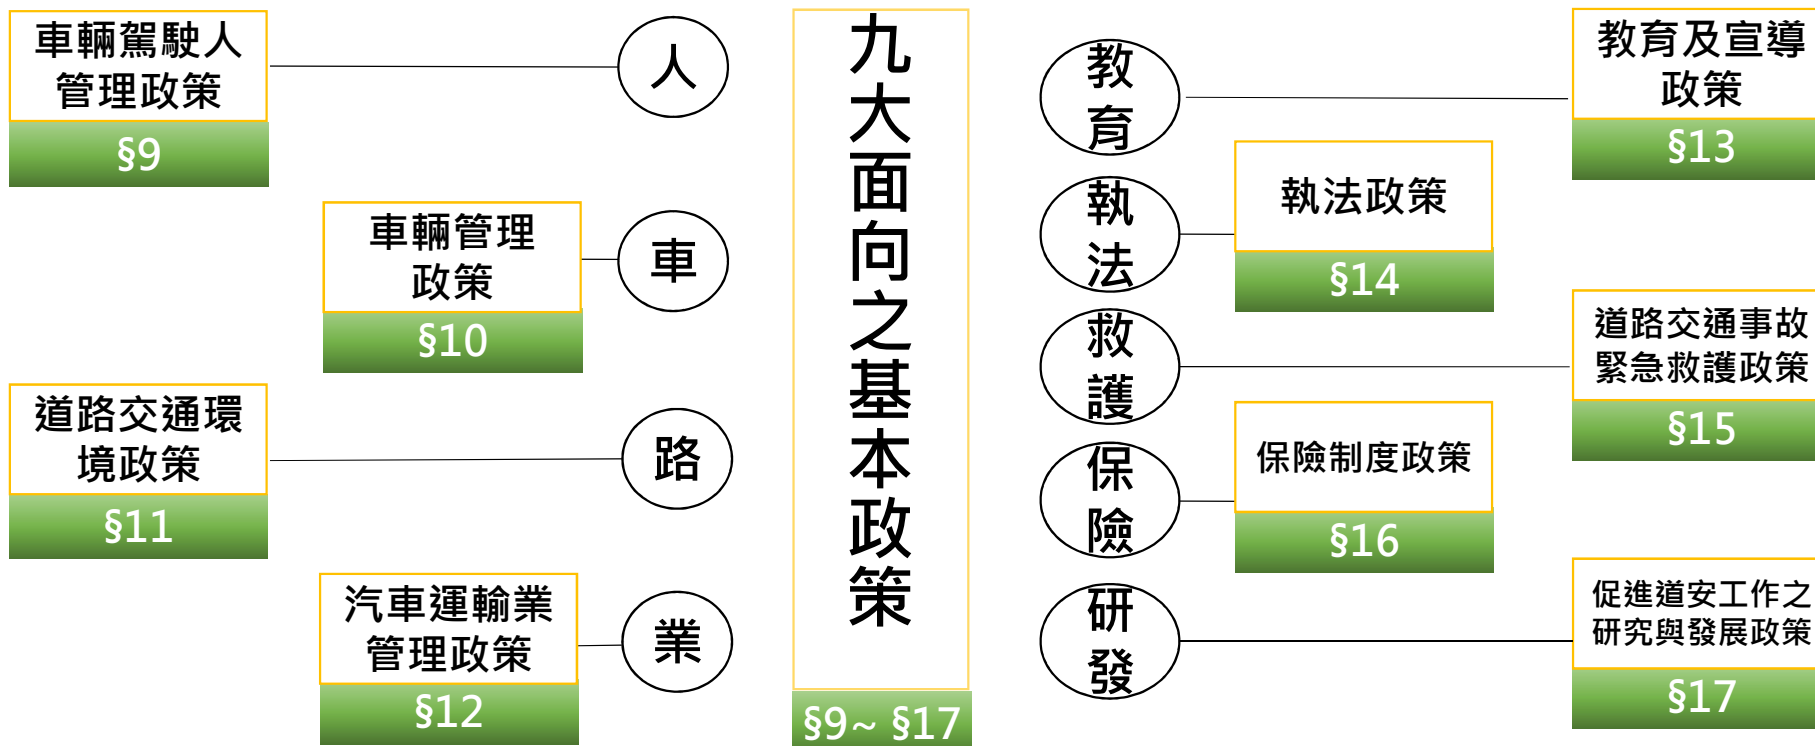 車輛駕駛人
管理政策
§9
人
車輛管理
政策
§10
車
道路交通環
境政策
§11
路
汽車運輸業
管理政策
§12
業
九大面向之基本政策
§9~ §17
教育
教育及宣導
政策
§13
執法
執法政策
§14
救護
道路交通事故
緊急救護政策
§15
保險
保險制度政策
§16
研發
促進道安工作之
研究與發展政策
§17